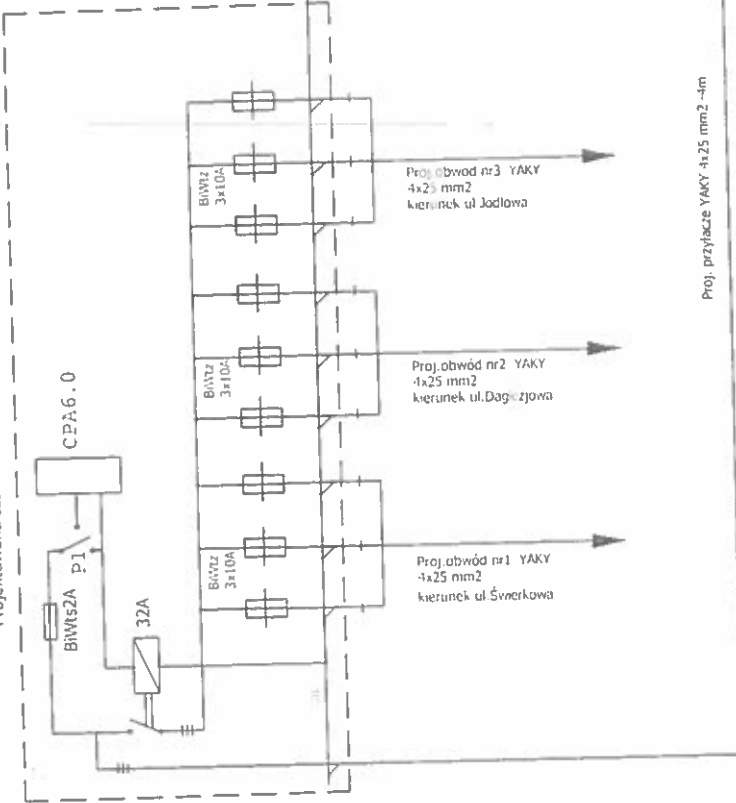 CPA6.0
P1
BiWts2A
32A
BiWtz
3x10A
BiWtz
3x10A
BiWtz
3x10A
Proj.obwód nr3 YAKY
4x25 mm2
kierunek ul Jodlowa
Proj.obwód nr2 YAKY
4x25 mm2
kierunek
Proj.obwód nr1 YAKY
4x25 mm2
kierunek ul.Świerkowa
Proj. przyłącze YAKY 4x25 mm2 -4m